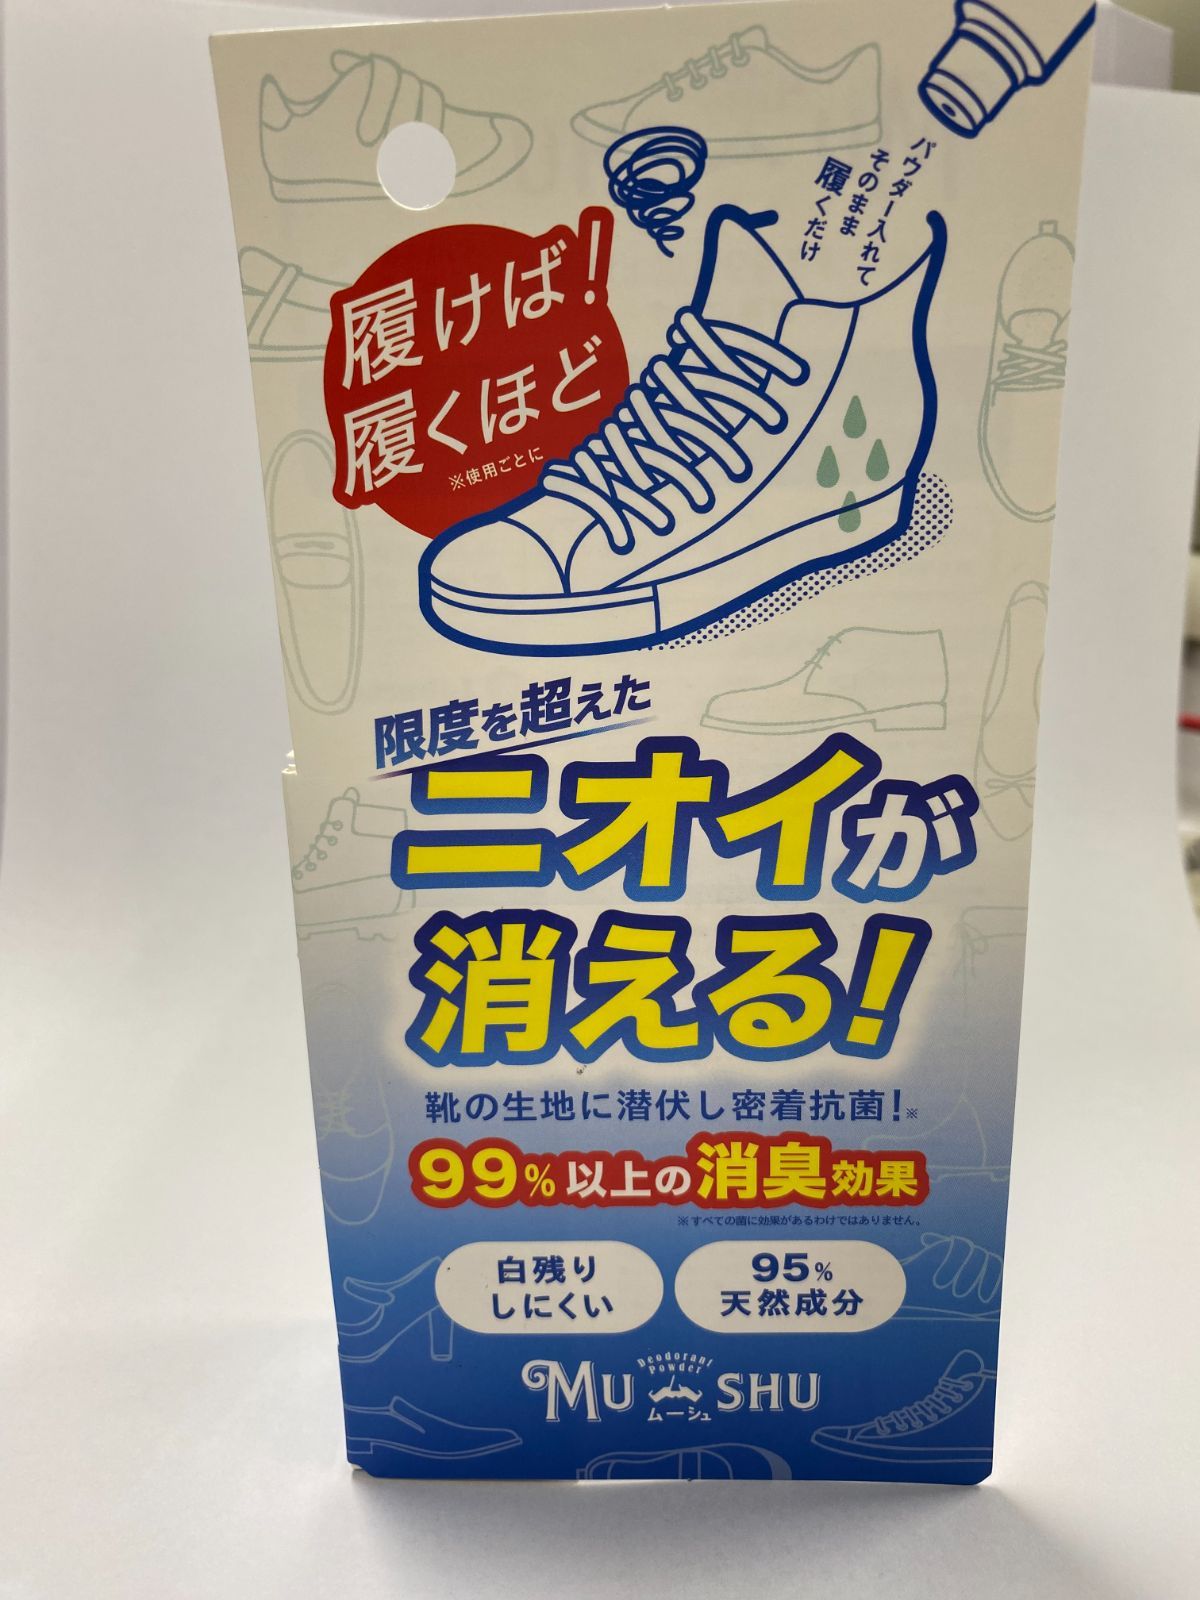 パウダー入れて
そのまま
履くだけ
履けば!
履くほど
※使用ごとに
限度を超えた
ニオイが
消える!
靴の生地に潜伏し密着抗菌!※
99%以上の消臭効果
※すべての菌に効果があるわけではありません。
白残り
しにくい
95%
天然成分
Deodorant
Powder
MU SHU
ムーシュ